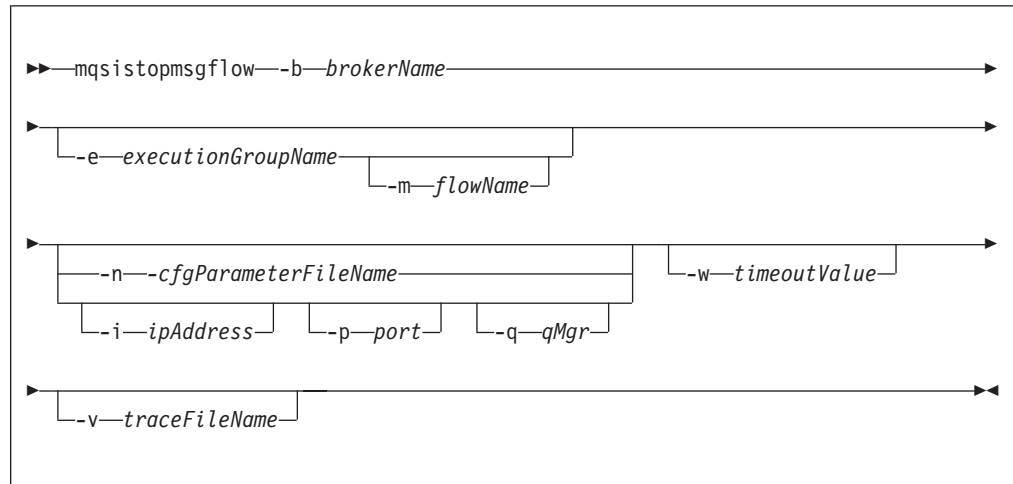 mqsistopmsgflow -b brokerName
-e executionGroupName
-m flowName
-n -cfgParameterFileName
-w timeoutValue
-i ipAddress -p port -q qMgr
-v traceFileName